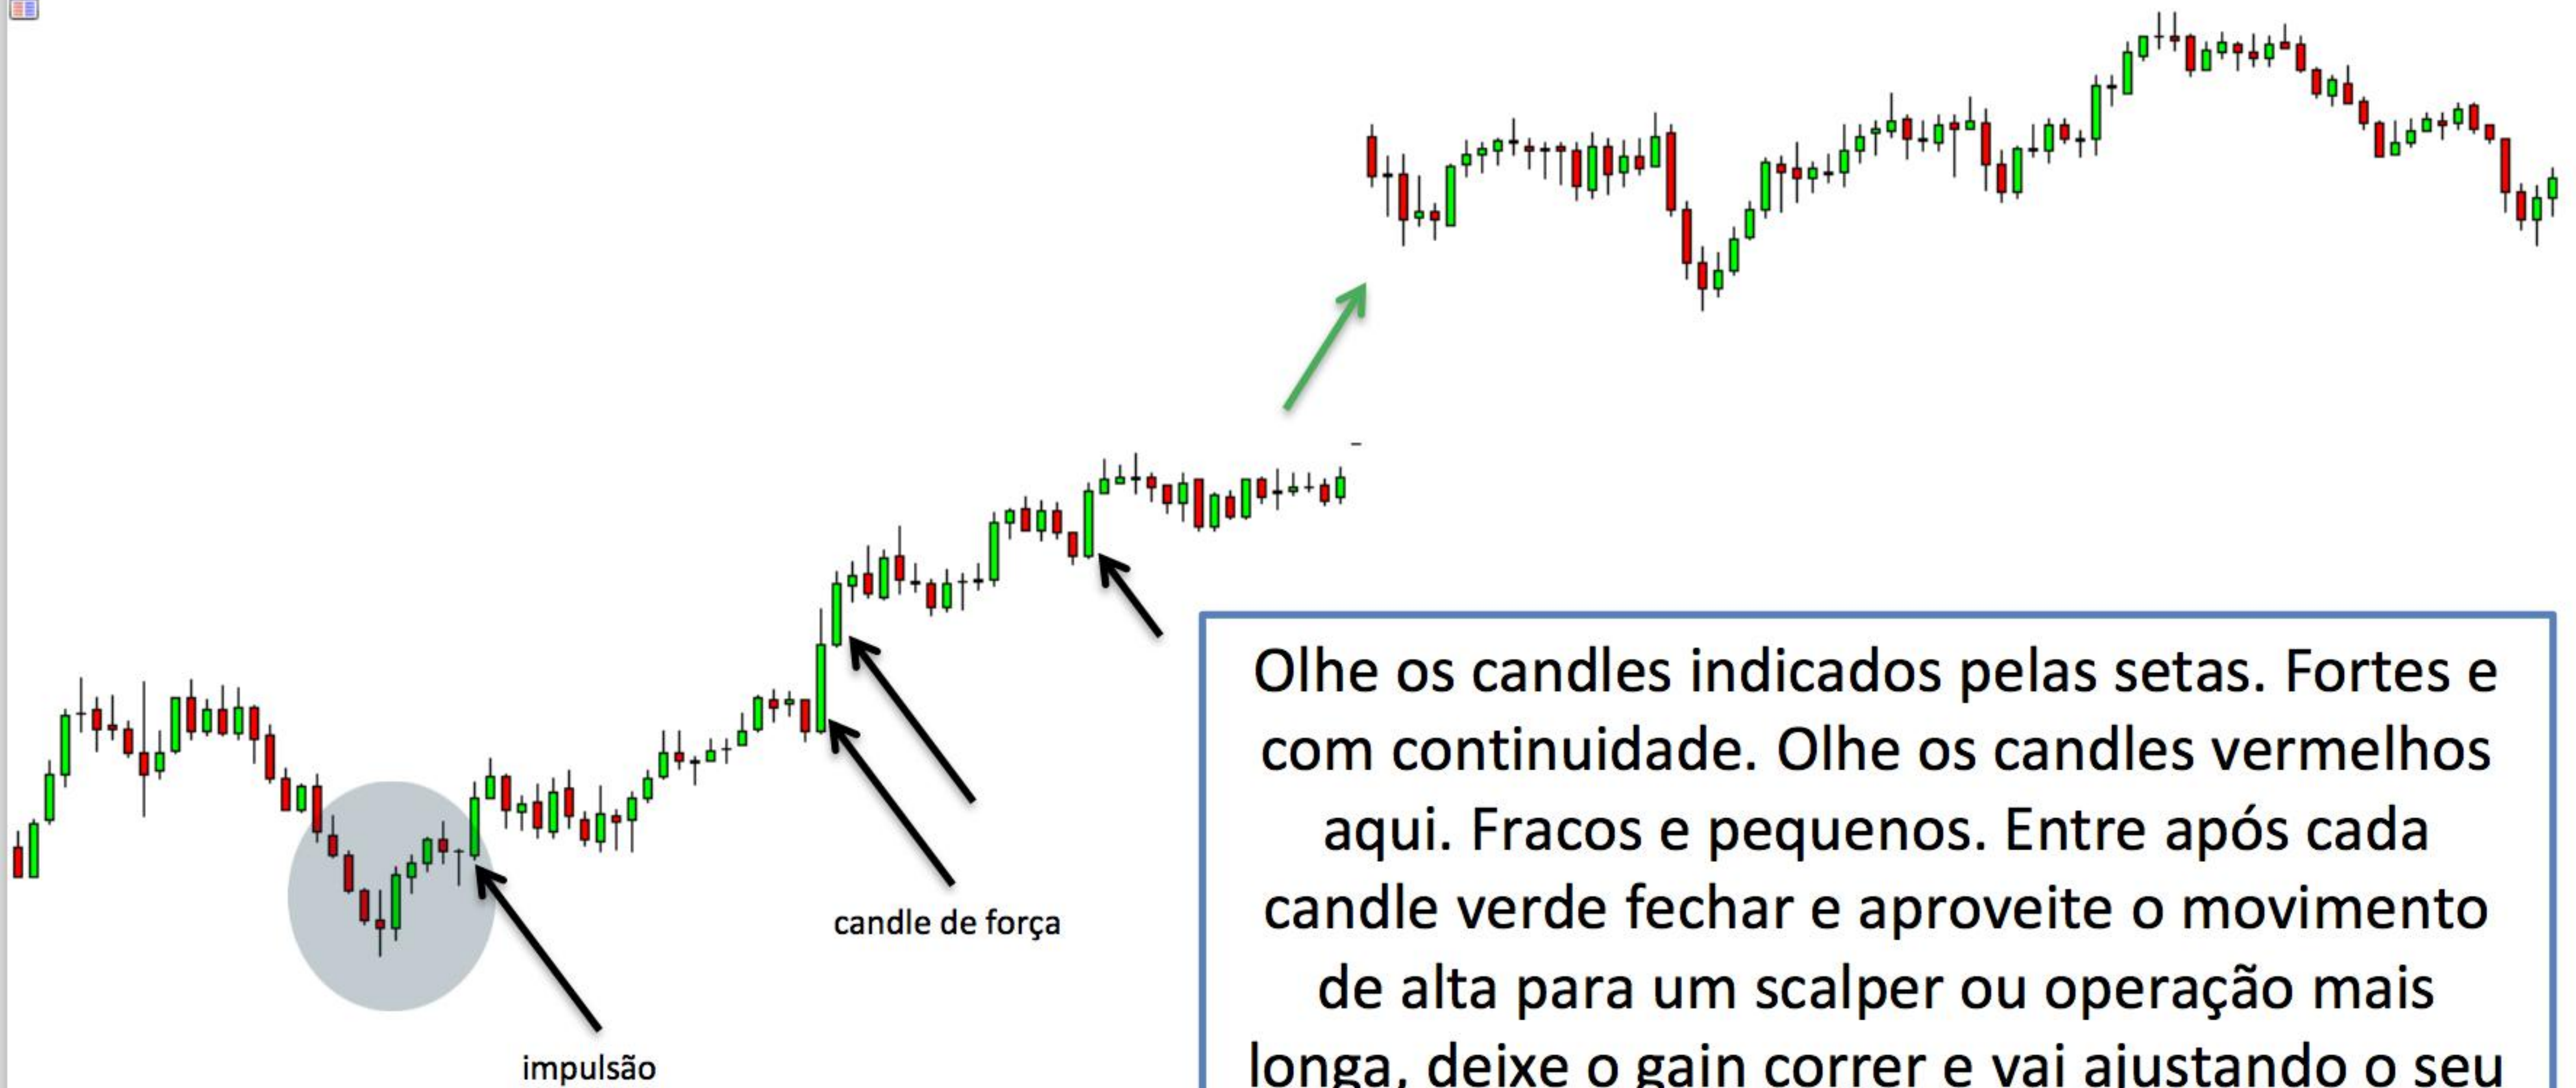 candle de força
impulsão
Olhe os candles indicados pelas setas. Fortes e
com continuidade. Olhe os candles vermelhos
aqui. Fracos e pequenos. Entre após cada
candle verde fechar e aproveite o movimento
de alta para um scalper ou operação mais
longa, deixe o gain correr e vai ajustando o seu